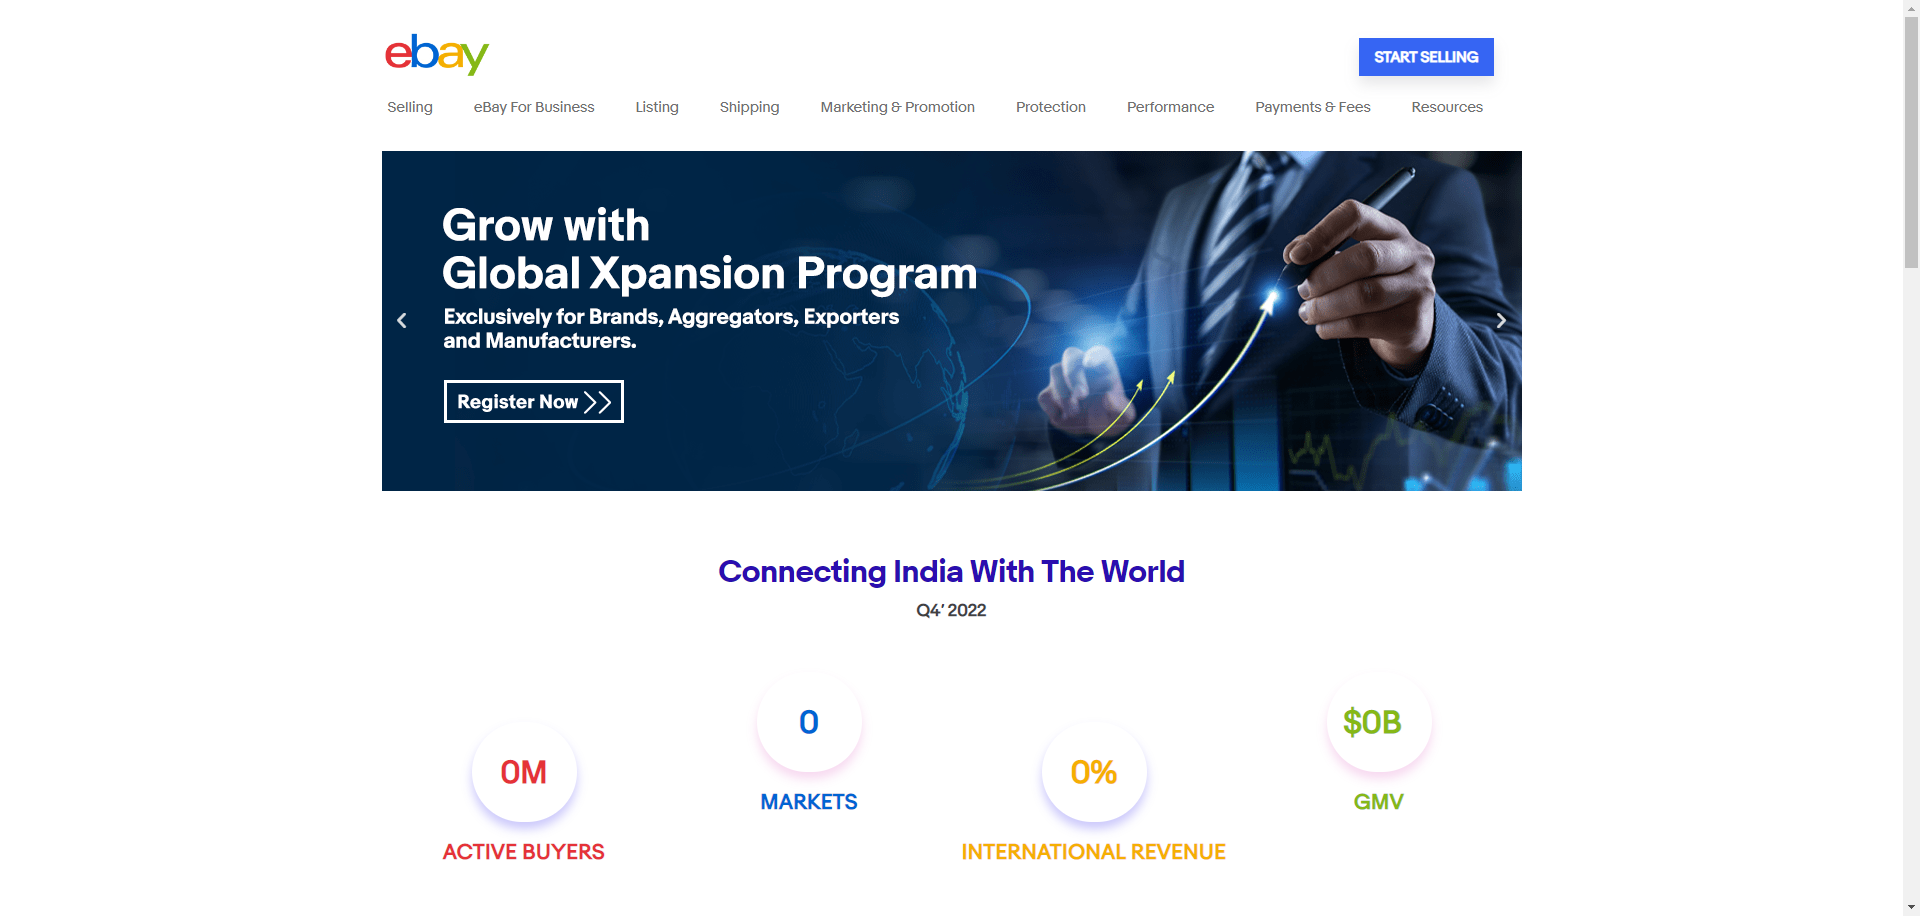 ebay
START SELLING
Selling eBay For Business Listing Shipping Marketing & Promotion Protection Performance Payments & Fees Resources
Grow with
Global Xpansion Program
Exclusively for Brands, Aggregators, Exporters
and Manufacturers.
Register Now
Connecting India With The World
Q4' 2022
0M
ACTIVE BUYERS
0
MARKETS
0%
INTERNATIONAL REVENUE
$0B
GMV